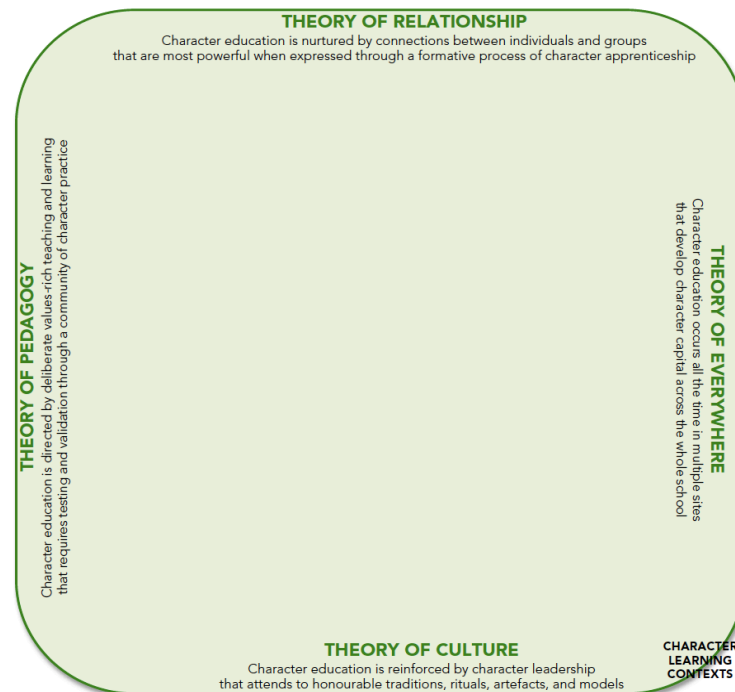 THEORY OF RELATIONSHIP
Character education is nurtured by connections between individuals and groups
that are most powerful when expressed through a formative process of character apprenticeship
THEORY OF PEDAGOGY
Character education is directed by deliberate values-rich teaching and learning
that requires testing and validation through a community of character practice
THEORY OF EVERYWHERE
Character education occurs all the time in multiple sites
that develop character capital across the whole school
THEORY OF CULTURE
Character education is reinforced by character leadership
that attends to honourable traditions, rituals, artefacts, and models
CHARACTER
LEARNING
CONTEXTS